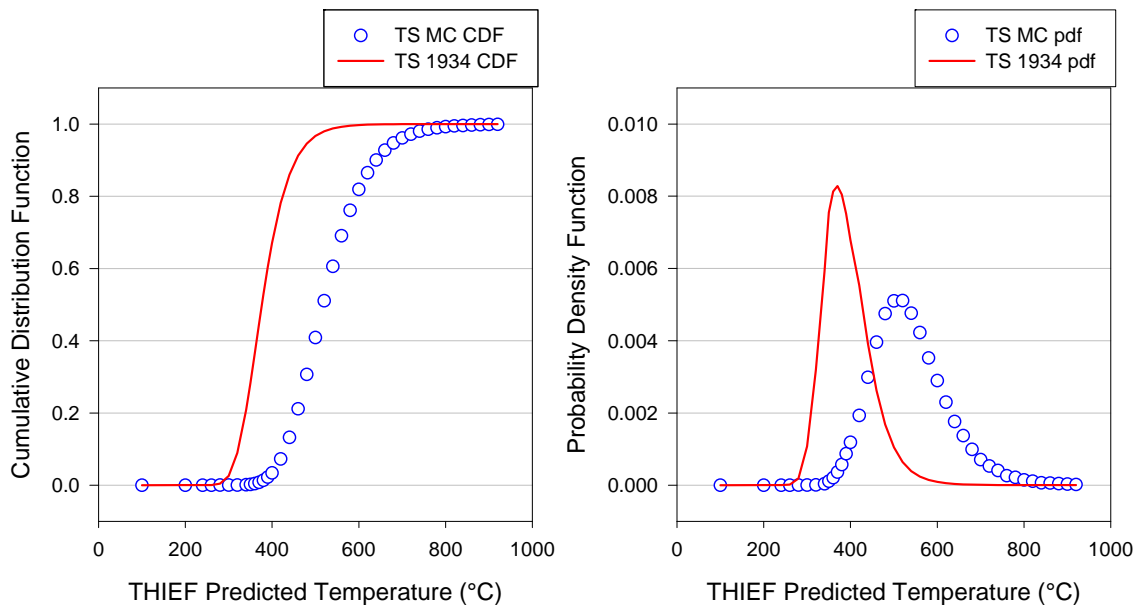 TS MC CDF
TS 1934 CDF
Cumulative Distribution Function
1.0
0.8
0.6
0.4
0.2
0.0
0 200 400 600 800 1000
THIEF Predicted Temperature (°C)
TS MC pdf
TS 1934 pdf
Probability Density Function
0.010
0.008
0.006
0.004
0.002
0.000
0 200 400 600 800 1000
THIEF Predicted Temperature (°C)